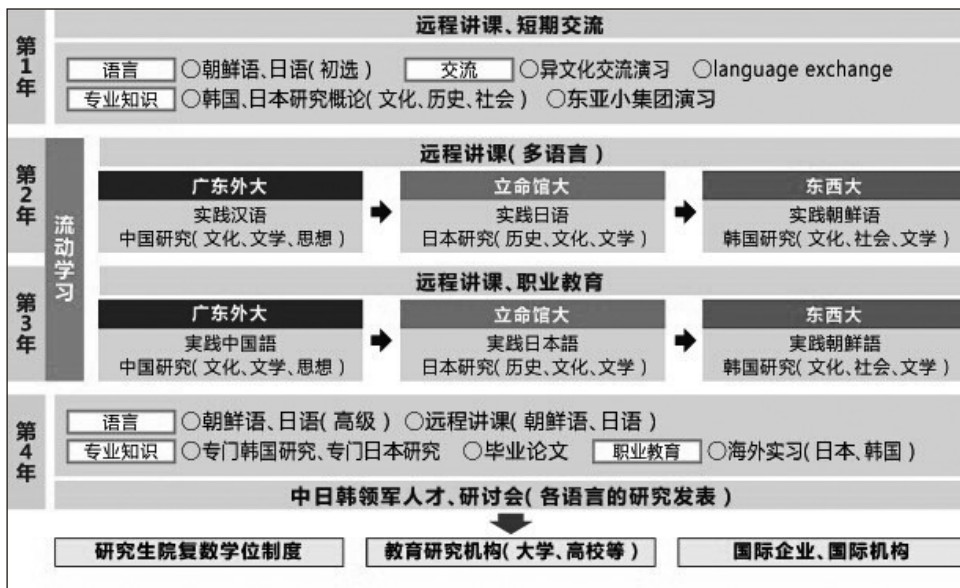 第1年
远程讲课、短期交流
语言 ○朝鲜语、日语(初选) 交流 ○异文化交流演习 ○language exchange
专业知识 ○韩国、日本研究概论(文化、历史、社会) ○东亚小集团演习
第2年
流动学习
远程讲课(多语言)
广东外大 立命馆大 东西大
实践汉语 实践日语 实践朝鲜语
中国研究(文化、文学、思想) 日本研究(历史、文化、文学) 韩国研究(文化、社会、文学)
第3年
远程讲课、职业教育
广东外大 立命馆大 东西大
実践中国語 実践日本語 実践朝鮮語
中国研究(文化、文学、思想) 日本研究(历史、文化、文学) 韩国研究(文化、社会、文学)
第4年
语言 ○朝鲜语、日语(高级) ○远程讲课(朝鲜语、日语)
专业知识 ○专门韩国研究、专门日本研究 ○毕业论文 职业教育 ○海外实习(日本、韩国)
中日韩领军人才、研讨会(各语言的研究发表)
研究生院复数学位制度 教育研究机构(大学、高校等) 国际企业、国际机构